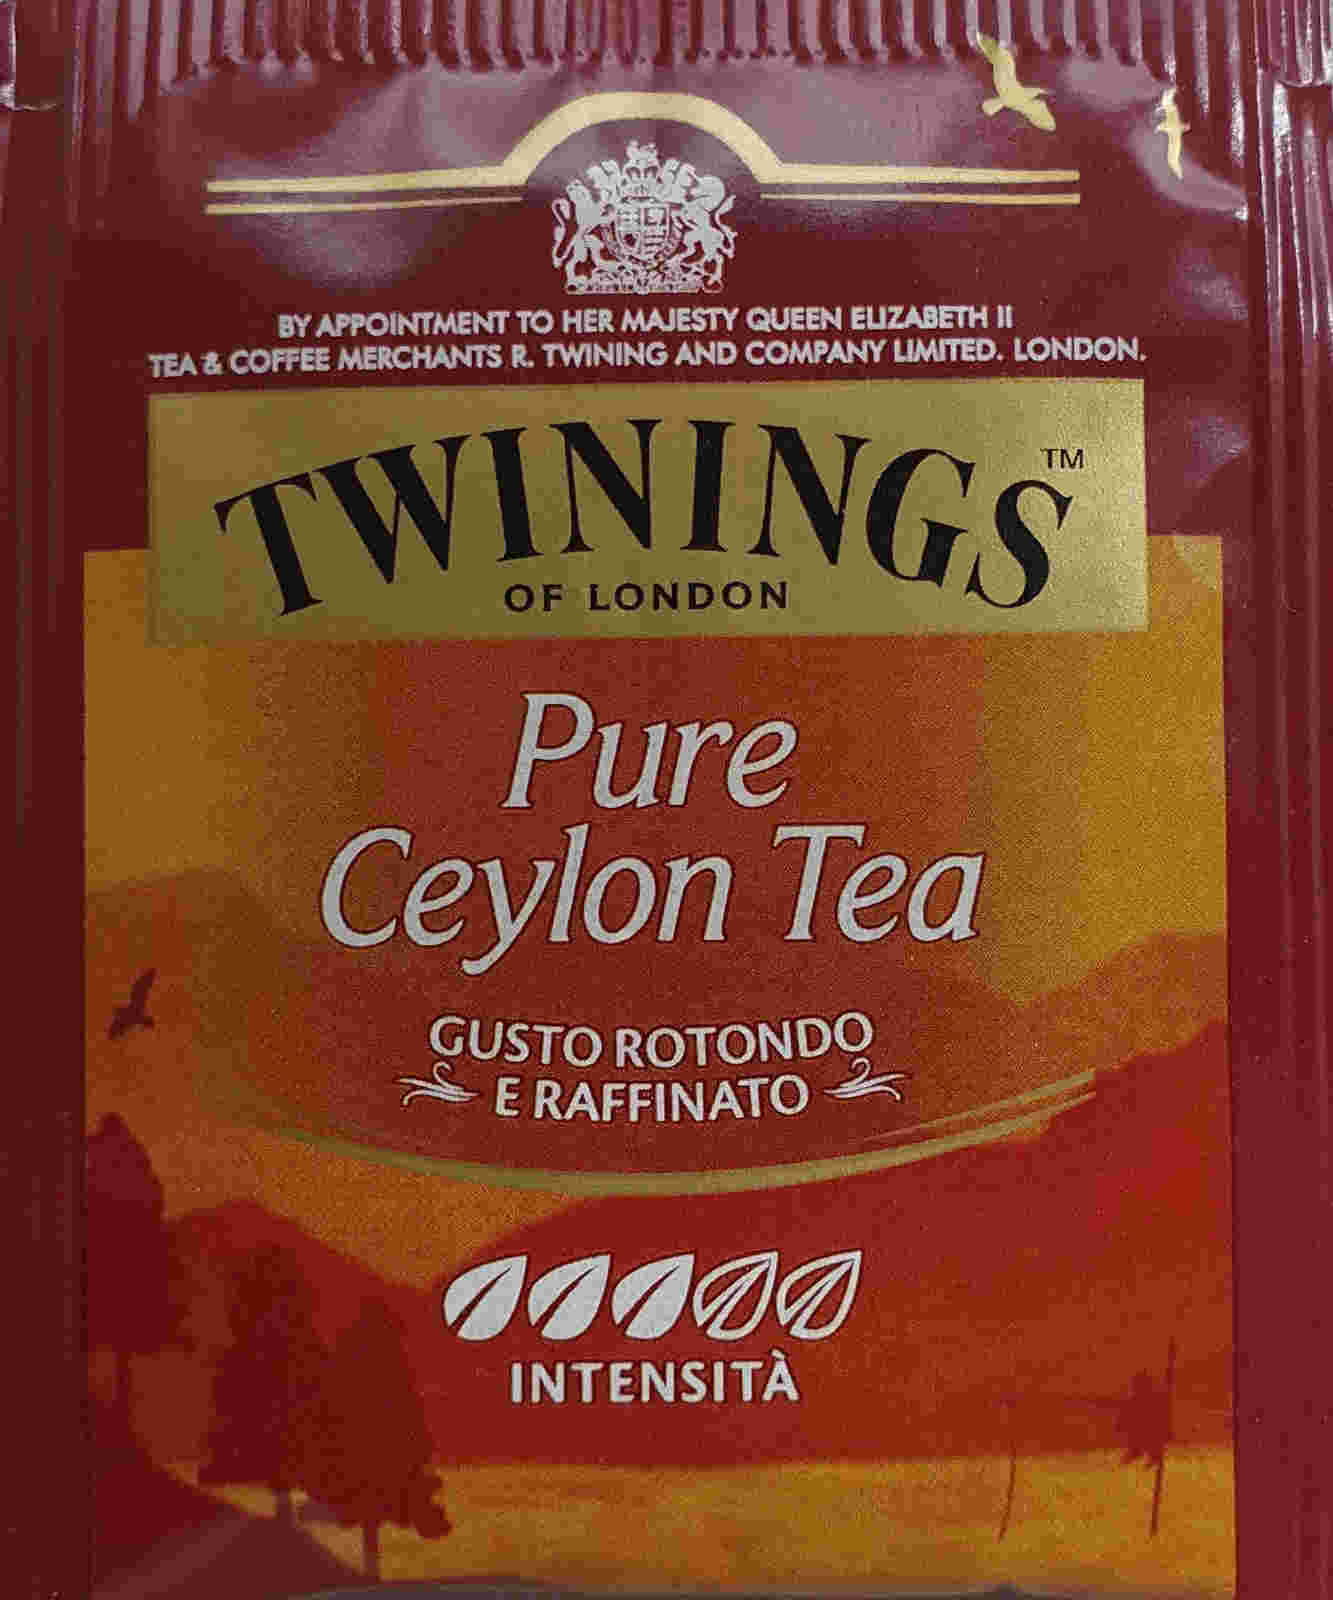 BY APPOINTMENT TO HER MAJESTY QUEEN ELIZABETH II
TEA & COFFEE MERCHANTS R. TWINING AND COMPANY LIMITED. LONDON.
TWININGS™
OF LONDON
Pure
Ceylon Tea
GUSTO ROTONDO
E RAFFINATO
INTENSITÀ